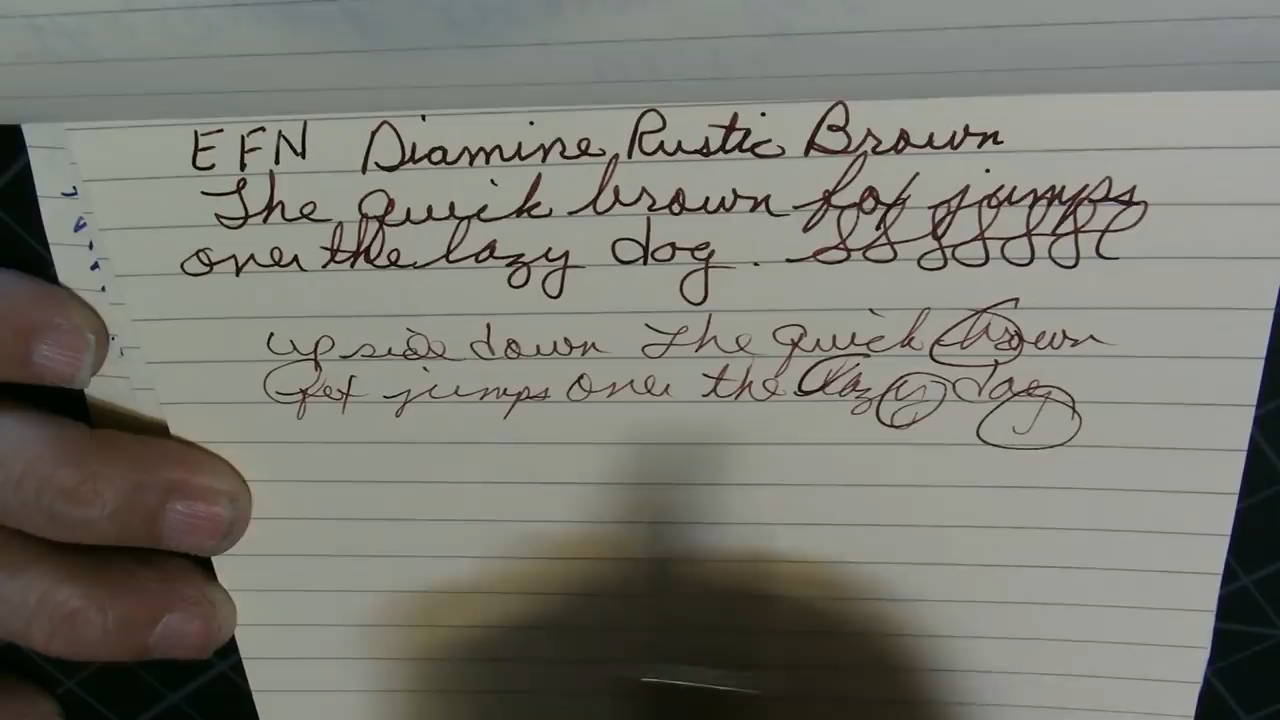 EFN Diamine Rustic Brown
The quick brown fox jumps
over the lazy dog.
upside down The quick brown
fox jumps over the lazy dog